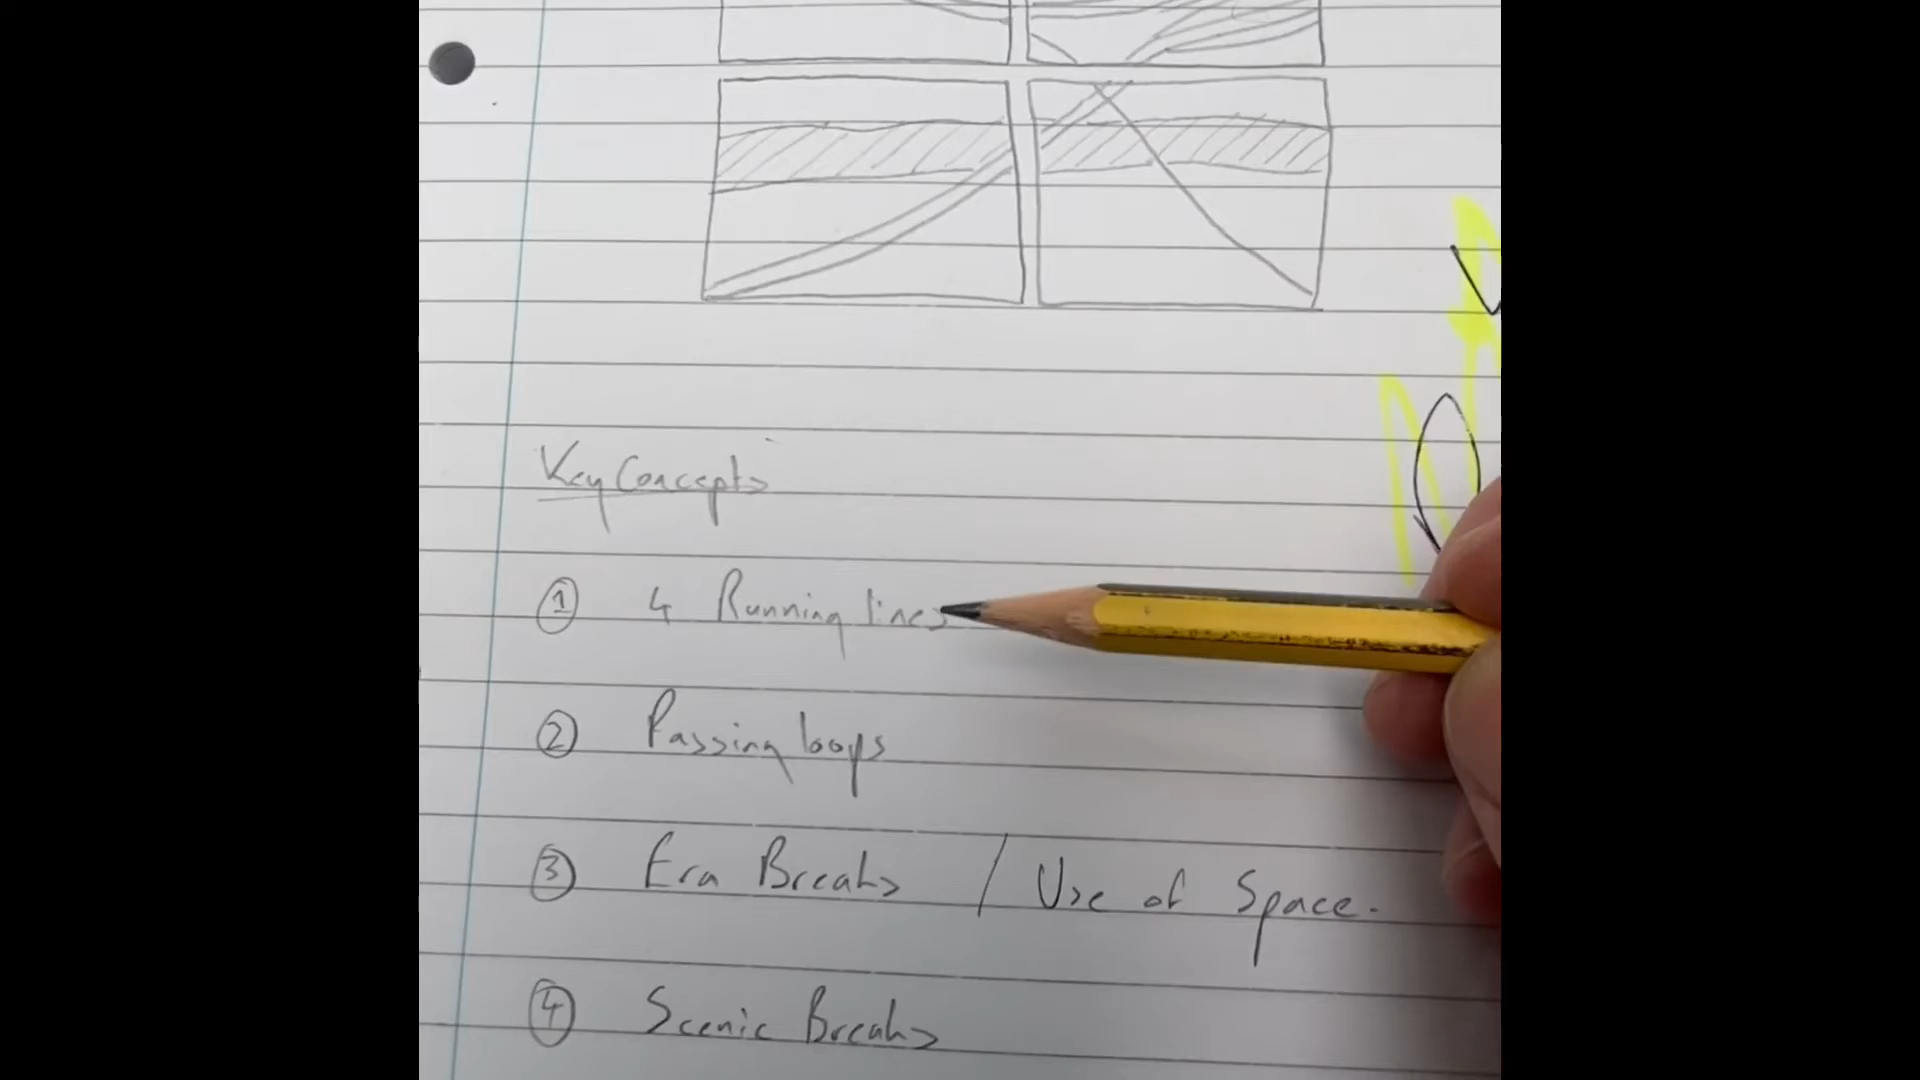 Key Concepts
① 4 Running lines
② Passing loops
③ Era Breaks / Use of Space.
④ Scenic Breaks